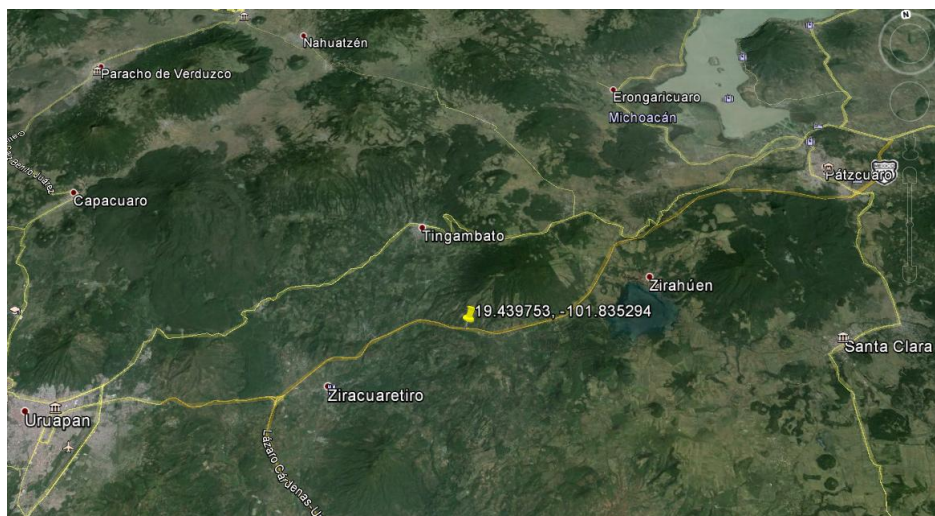 N
Nahuatzén
Paracho de Verduzco
Erongarícuaro
Michoacán
Pátzcuaro
Capacuaro
Tingambato
Zirahúen
19.439753, -101.835294
Santa Clara
Ziracuaretiro
Uruapan
Lázaro Cárdenas-U